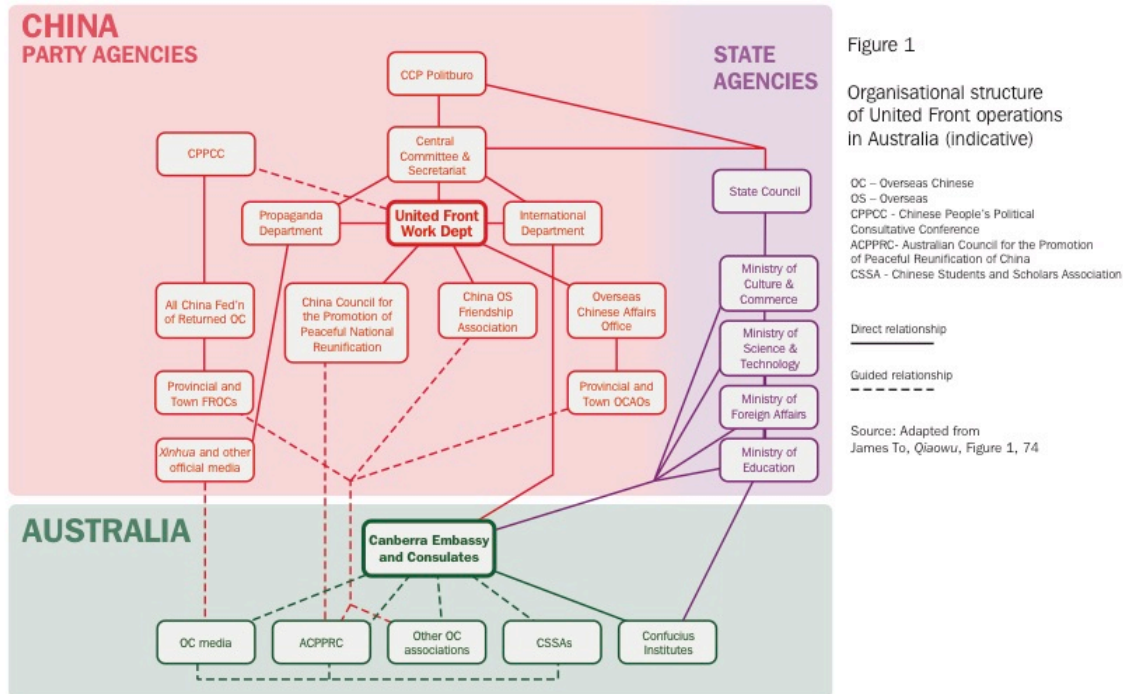 CHINA
PARTY AGENCIES
STATE
AGENCIES
CCP Politburo
CPPCC
Central
Committee &
Secretariat
State Council
Propaganda
Department
United Front
Work Dept
International
Department
All China Fed'n
of Returned OC
China Council for
the Promotion of
Peaceful National
Reunification
China OS
Friendship
Association
Overseas
Chinese Affairs
Office
Ministry of
Culture &
Commerce
Ministry of
Science &
Technology
Provincial and
Town FROCs
Provincial and
Town OCAOs
Ministry of
Foreign Affairs
Xinhua and other
official media
Ministry of
Education
AUSTRALIA
Canberra Embassy
and Consulates
OC media
ACPPRC
Other OC
associations
CSSAs
Confucius
Institutes
Figure 1
Organisational structure
of United Front operations
in Australia (indicative)
OC – Overseas Chinese
OS – Overseas
CPPCC - Chinese People's Political
Consultative Conference
ACPPRC- Australian Council for the Promotion
of Peaceful Reunification of China
CSSA - Chinese Students and Scholars Association
Direct relationship
Guided relationship
Source: Adapted from
James To, Qiaowu, Figure 1, 74